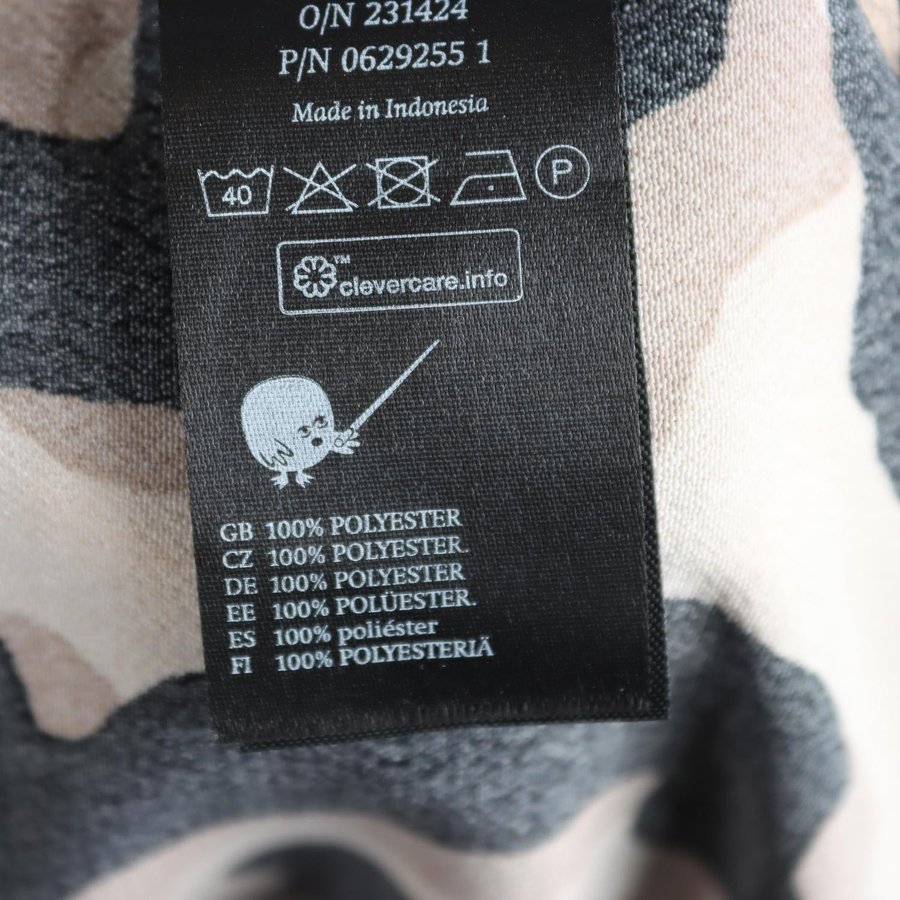 O/N 231424
P/N 0629255 1
Made in Indonesia
40 P
™
clevercare.info
GB 100% POLYESTER
CZ 100% POLYESTER.
DE 100% POLYESTER
EE 100% POLÜESTER.
ES 100% poliéster
FI 100% POLYESTERIÄ